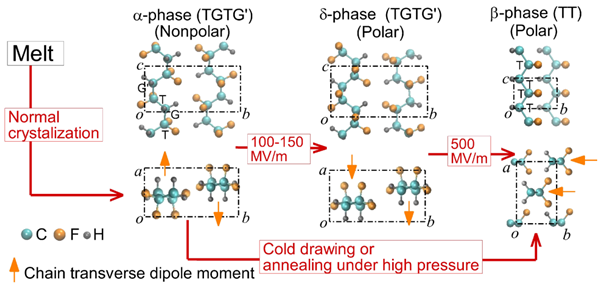 α-phase (TGTG')
(Nonpolar)
δ-phase (TGTG')
(Polar)
β-phase (TT)
(Polar)
Melt
Normal
crystalization
c
G
T
G
T
o
b
c
o
b
c
T
T
T
T
o
b
100-150
MV/m
500
MV/m
a
o
b
a
o
b
a
o
b
C F H
Chain transverse dipole moment
Cold drawing or
annealing under high pressure